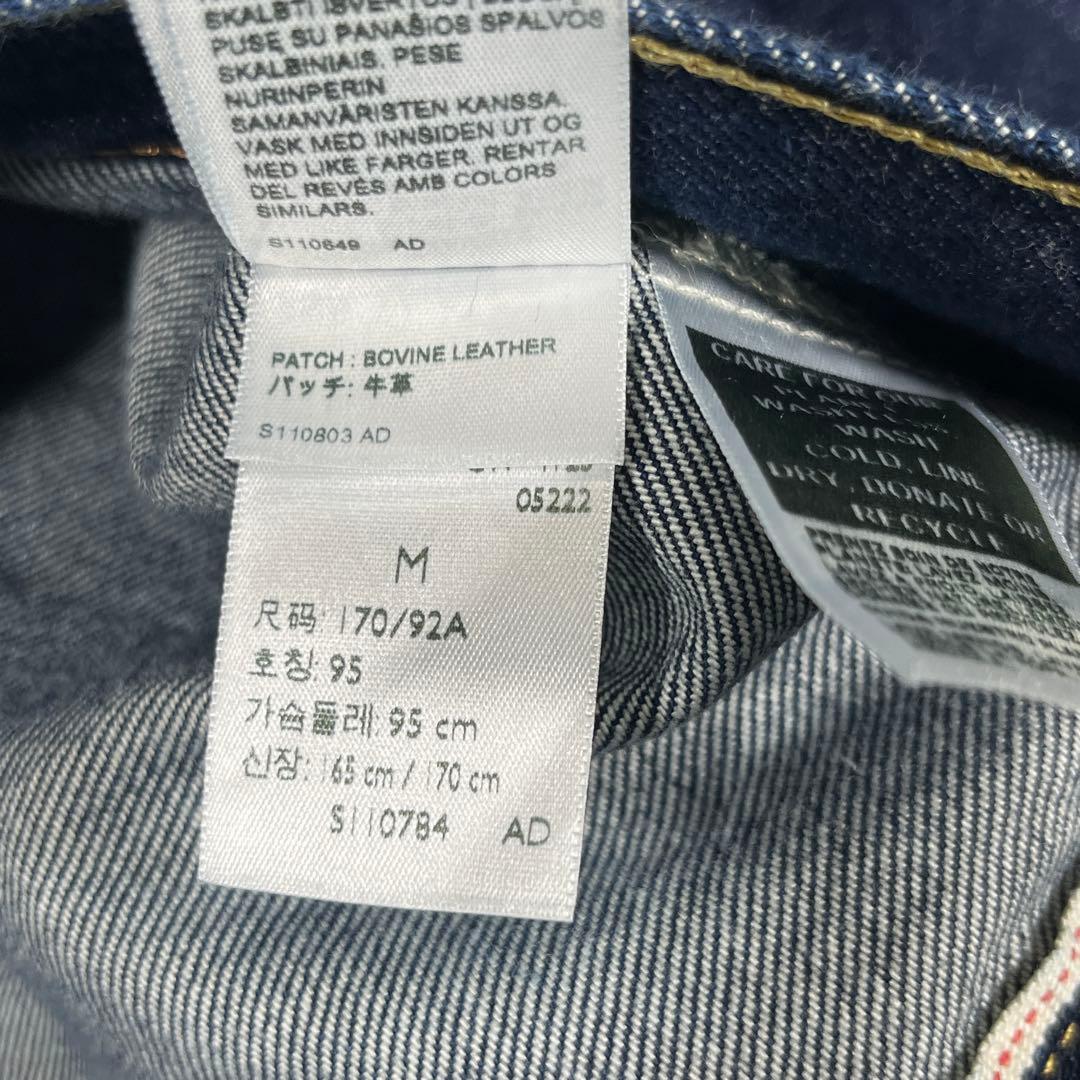 PUSĘ SU PANAŠIOS SPALVOS
SKALBINIAIS. PESE
NURINPERIN
SAMANVÄRISTEN KANSSA.
VASK MED INNSIDEN UT OG
MED LIKE FARGER. RENTAR
DEL REVÉS AMB COLORS
SIMILARS.
S110649 AD
PATCH : BOVINE LEATHER
パッチ: 牛革
S110803 AD
05222
M
尺码: 170/92A
호칭: 95
가슴둘레: 95 cm
신장: 165 cm / 170 cm
S110784 AD
CARE FOR OUR
WASH
COLD, LINE
DRY, DONATE OR
RECYCLE